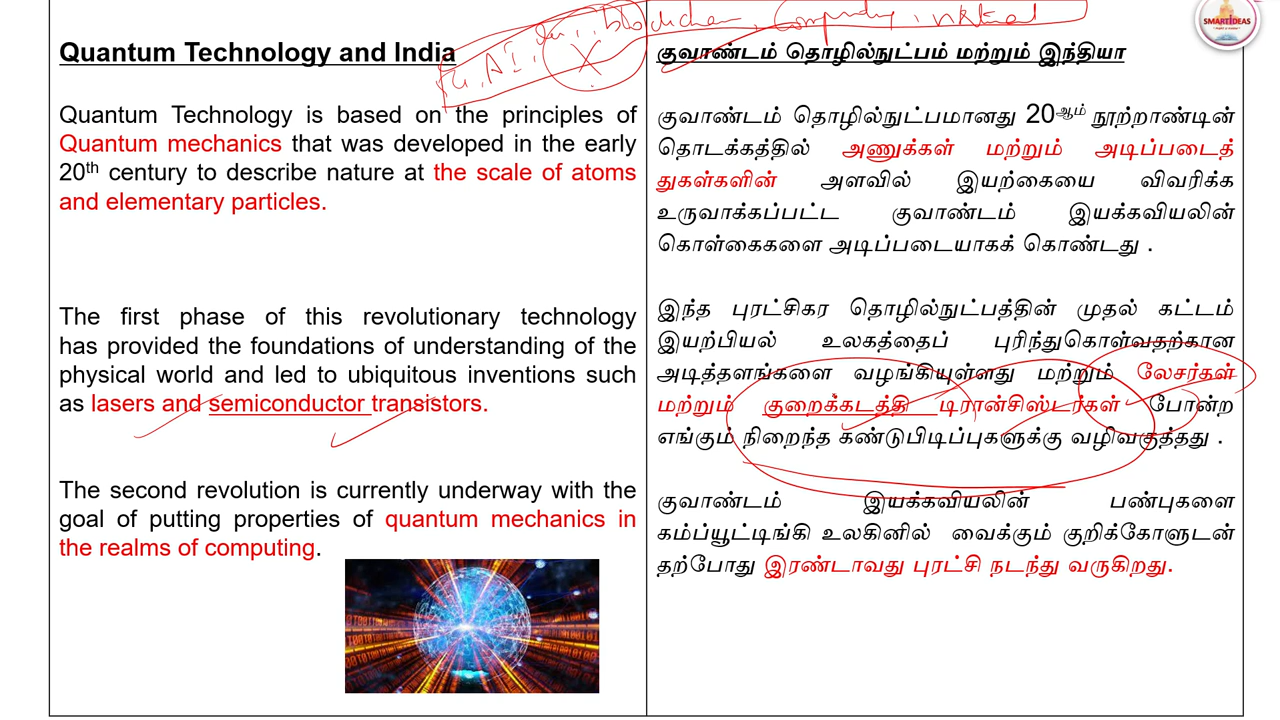 SMARTIDEAS
AI, blockchain, Computing,
Quantum Technology and India
Quantum Technology is based on the principles of
Quantum mechanics that was developed in the early
20th century to describe nature at the scale of atoms
and elementary particles.
The first phase of this revolutionary technology
has provided the foundations of understanding of the
physical world and led to ubiquitous inventions such
as lasers and semiconductor transistors.
The second revolution is currently underway with the
goal of putting properties of quantum mechanics in
the realms of computing.
குவாண்டம் தொழில்நுட்பம் மற்றும் இந்தியா
குவாண்டம் தொழில்நுட்பமானது 20ஆம் நூற்றாண்டின்
தொடக்கத்தில் அணுக்கள் மற்றும் அடிப்படைத்
துகள்களின் அளவில் இயற்கையை விவரிக்க
உருவாக்கப்பட்ட குவாண்டம் இயக்கவியலின்
கொள்கைகளை அடிப்படையாகக் கொண்டது .
இந்த புரட்சிகர தொழில்நுட்பத்தின் முதல் கட்டம்
இயற்பியல் உலகத்தைப் புரிந்துகொள்வதற்கான
அடித்தளங்களை வழங்கியுள்ளது மற்றும் லேசர்கள்
மற்றும் குறைக்கடத்தி டிரான்சிஸ்டர்கள் போன்ற
எங்கும் நிறைந்த கண்டுபிடிப்புகளுக்கு வழிவகுத்தது .
குவாண்டம் இயக்கவியலின் பண்புகளை
கம்ப்யூட்டிங்கி உலகினில் வைக்கும் குறிக்கோளுடன்
தற்போது இரண்டாவது புரட்சி நடந்து வருகிறது.